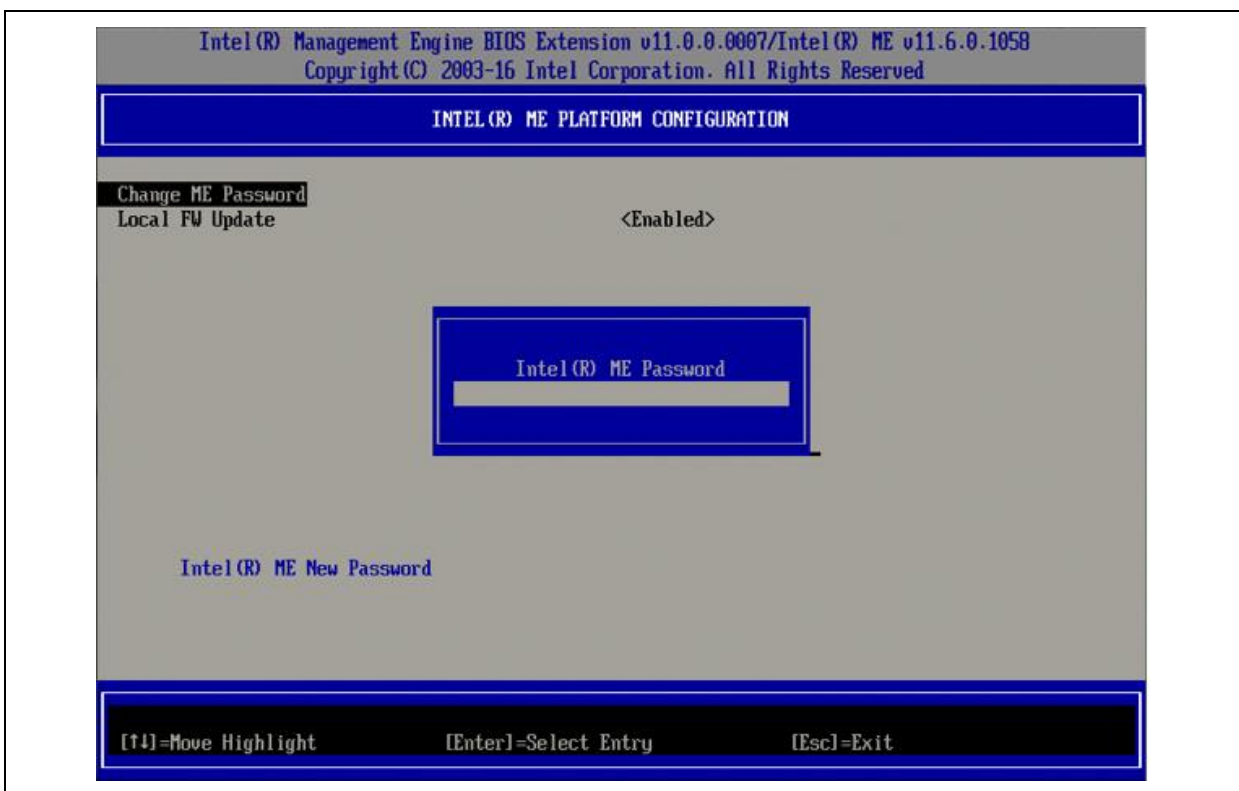 Intel(R) Management Engine BIOS Extension v11.0.0.0007/Intel(R) ME v11.6.0.1058
Copyright(C) 2003-16 Intel Corporation. All Rights Reserved
INTEL(R) ME PLATFORM CONFIGURATION
Change ME Password
Local FW Update <Enabled>
Intel(R) ME Password
Intel(R) ME New Password
[↑↓]=Move Highlight [Enter]=Select Entry [Esc]=Exit